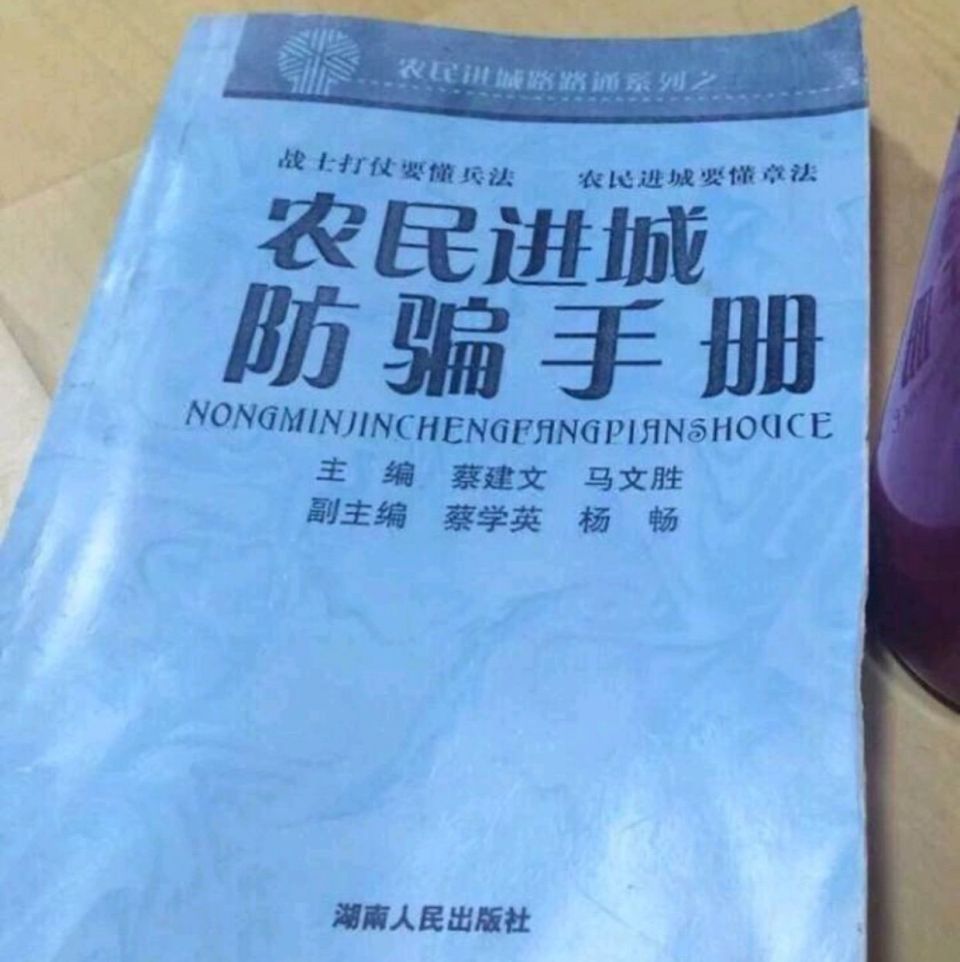 农民进城路路通系列之
战士打仗要懂兵法 农民进城要懂章法
农民进城
防骗手册
NONGMINJINCHENGFANGPIANSHOUCE
主 编 蔡建文 马文胜
副主编 蔡学英 杨 畅
湖南人民出版社